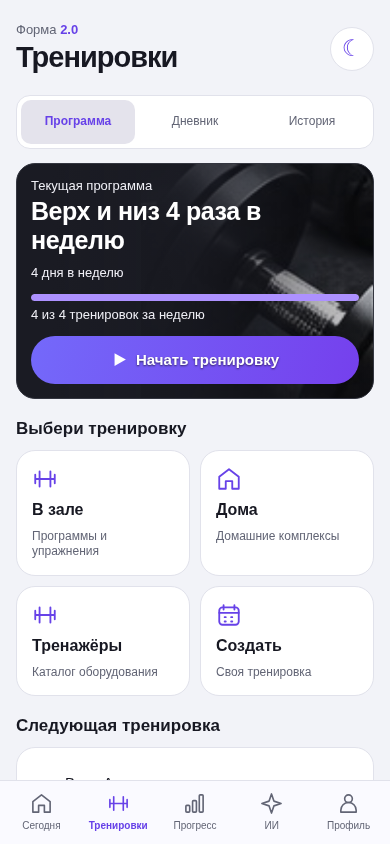 Форма 2.0
Тренировки
Программа
Дневник
История
Текущая программа
Верх и низ 4 раза в
неделю
4 дня в неделю
4 из 4 тренировок за неделю
Начать тренировку
Выбери тренировку
В зале
Программы и
упражнения
Дома
Домашние комплексы
Тренажёры
Каталог оборудования
Создать
Своя тренировка
Следующая тренировка
Сегодня
Тренировки
Прогресс
ИИ
Профиль